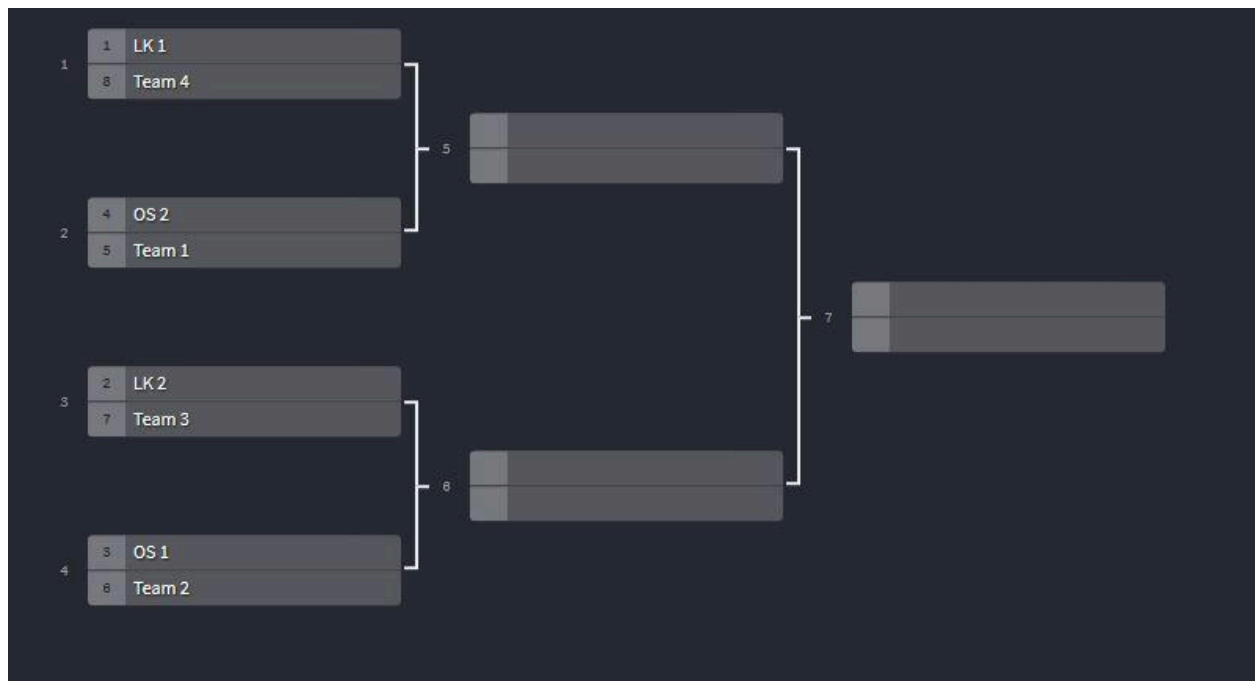 1 LK 1
1
8 Team 4
5
4 OS 2
2
5 Team 1
7
2 LK 2
3
7 Team 3
6
3 OS 1
4
6 Team 2